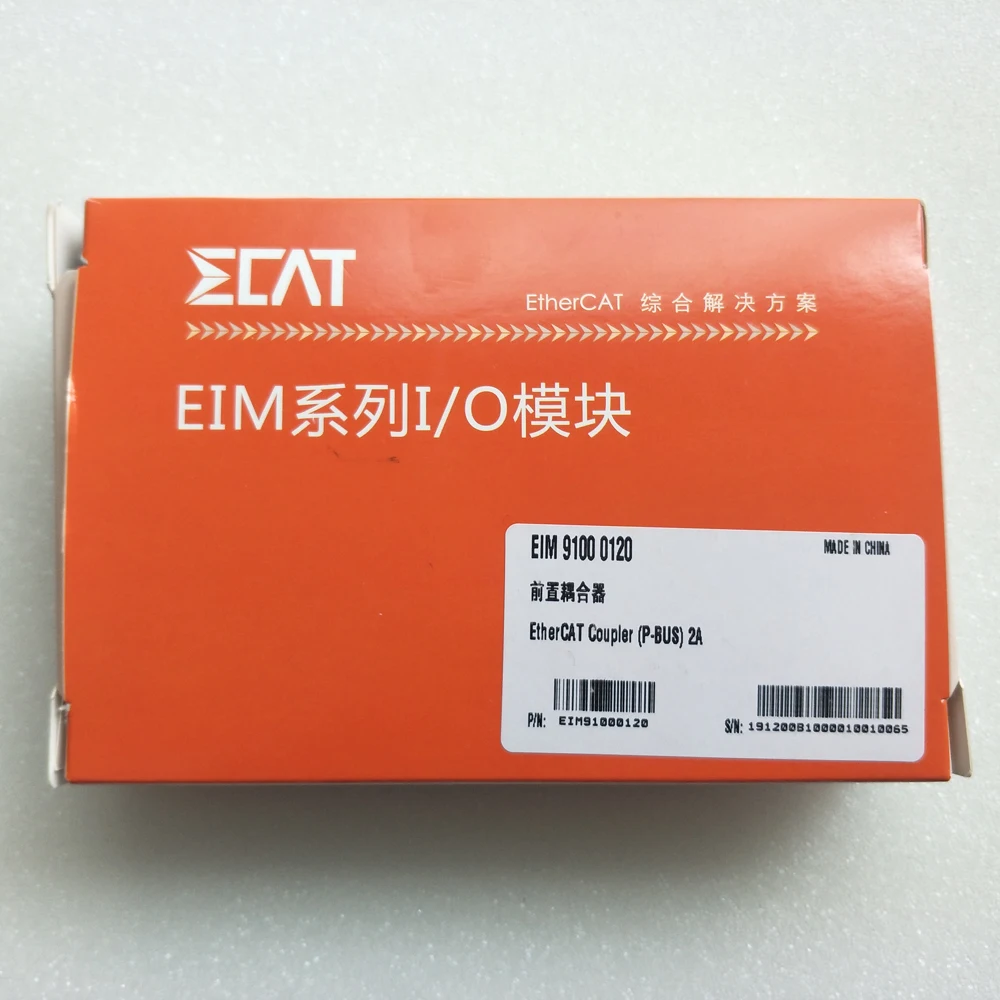 ECAT
EtherCAT 综合解决方案
EIM系列I/O模块
EIM 9100 0120
MADE IN CHINA
前置耦合器
EtherCAT Coupler (P-BUS) 2A
P/N: EIM91000120
S/N: 191200B1000010010065